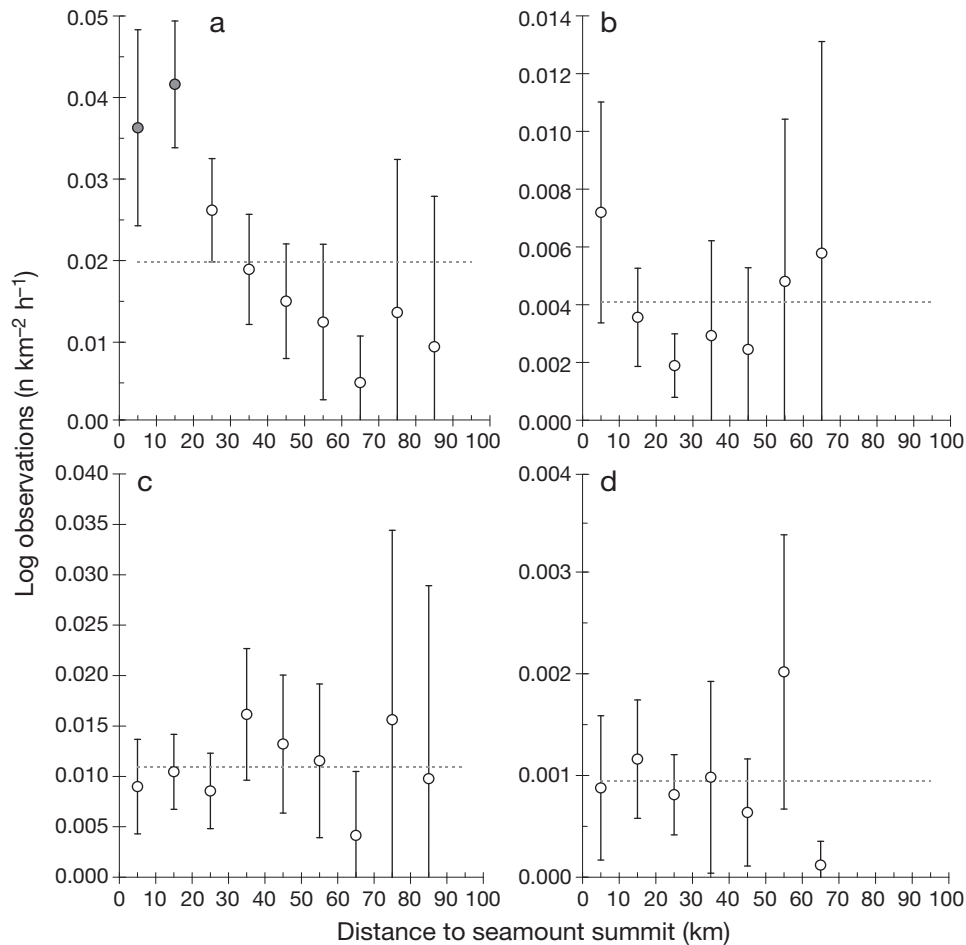 a
0.05
0.04
0.03
0.02
0.01
0.00
0 10 20 30 40 50 60 70 80 90 100
b
0.014
0.012
0.010
0.008
0.006
0.004
0.002
0.000
0 10 20 30 40 50 60 70 80 90 100
Log observations (n km⁻² h⁻¹)
c
0.040
0.035
0.030
0.025
0.020
0.015
0.010
0.005
0.000
0 10 20 30 40 50 60 70 80 90 100
d
0.004
0.003
0.002
0.001
0.000
0 10 20 30 40 50 60 70 80 90 100
Distance to seamount summit (km)